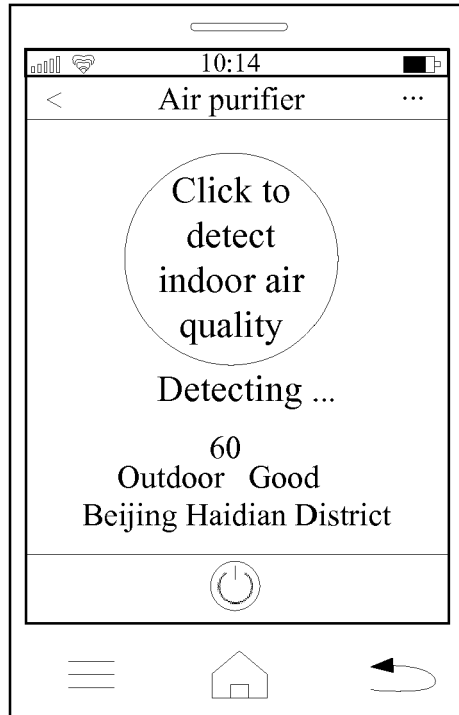 10:14
< Air purifier ...
Click to
detect
indoor air
quality
Detecting ...
60
Outdoor Good
Beijing Haidian District